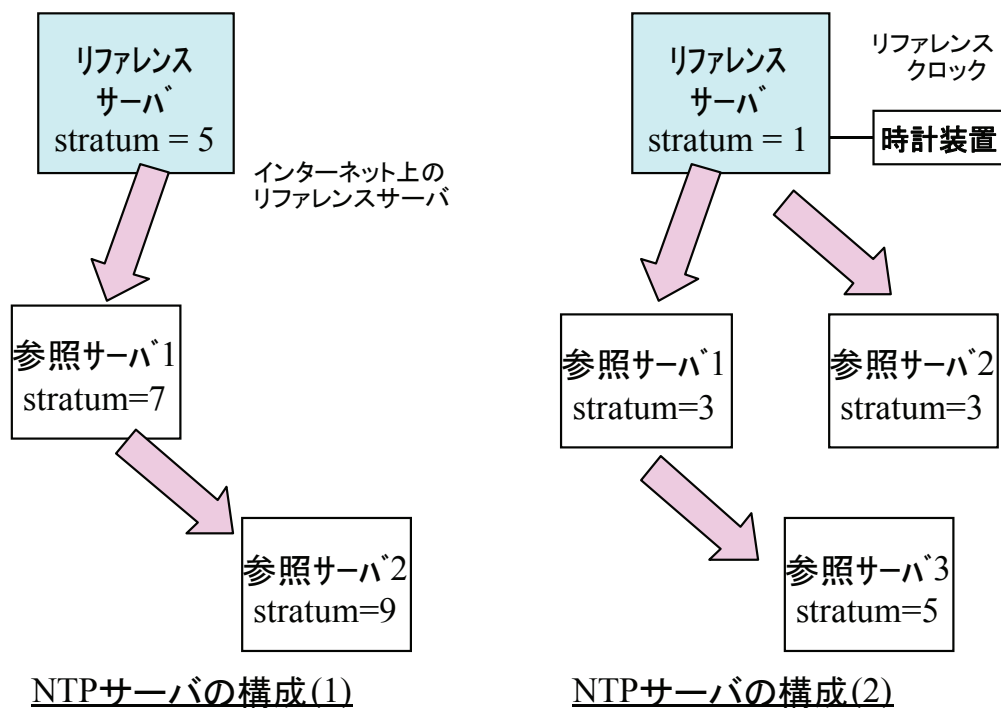 リファレンス
サーバ
stratum = 5
インターネット上の
リファレンスサーバ
参照サーバ1
stratum=7
参照サーバ2
stratum=9
NTPサーバの構成(1)
リファレンス
サーバ
stratum = 1
リファレンス
クロック
時計装置
参照サーバ1
stratum=3
参照サーバ2
stratum=3
参照サーバ3
stratum=5
NTPサーバの構成(2)